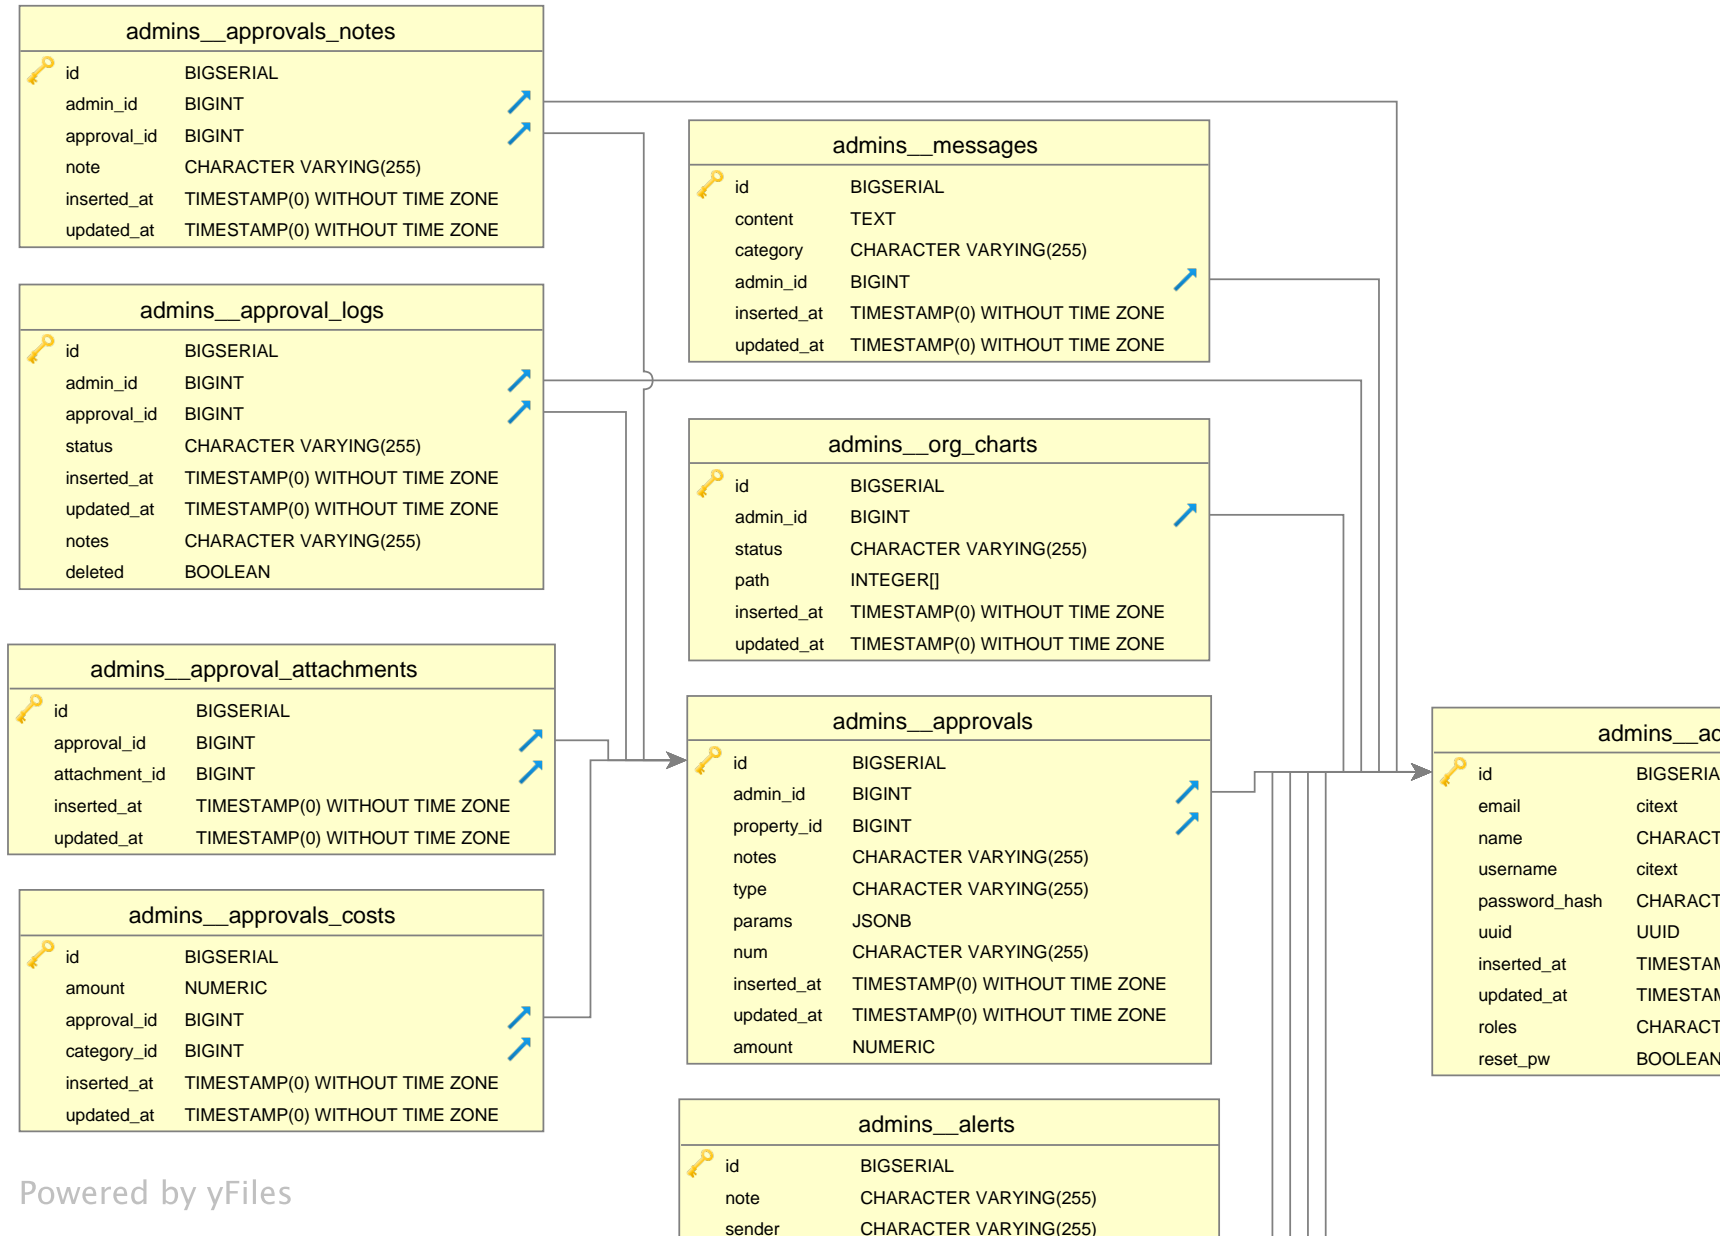 admins__approvals_notes
id BIGSERIAL
admin_id BIGINT
approval_id BIGINT
note CHARACTER VARYING(255)
inserted_at TIMESTAMP(0) WITHOUT TIME ZONE
updated_at TIMESTAMP(0) WITHOUT TIME ZONE
admins__approval_logs
id BIGSERIAL
admin_id BIGINT
approval_id BIGINT
status CHARACTER VARYING(255)
inserted_at TIMESTAMP(0) WITHOUT TIME ZONE
updated_at TIMESTAMP(0) WITHOUT TIME ZONE
notes CHARACTER VARYING(255)
deleted BOOLEAN
admins__approval_attachments
id BIGSERIAL
approval_id BIGINT
attachment_id BIGINT
inserted_at TIMESTAMP(0) WITHOUT TIME ZONE
updated_at TIMESTAMP(0) WITHOUT TIME ZONE
admins__approvals_costs
id BIGSERIAL
amount NUMERIC
approval_id BIGINT
category_id BIGINT
inserted_at TIMESTAMP(0) WITHOUT TIME ZONE
updated_at TIMESTAMP(0) WITHOUT TIME ZONE
Powered by yFiles
admins__messages
id BIGSERIAL
content TEXT
category CHARACTER VARYING(255)
admin_id BIGINT
inserted_at TIMESTAMP(0) WITHOUT TIME ZONE
updated_at TIMESTAMP(0) WITHOUT TIME ZONE
admins__org_charts
id BIGSERIAL
admin_id BIGINT
status CHARACTER VARYING(255)
path INTEGER[]
inserted_at TIMESTAMP(0) WITHOUT TIME ZONE
updated_at TIMESTAMP(0) WITHOUT TIME ZONE
admins__approvals
id BIGSERIAL
admin_id BIGINT
property_id BIGINT
notes CHARACTER VARYING(255)
type CHARACTER VARYING(255)
params JSONB
num CHARACTER VARYING(255)
inserted_at TIMESTAMP(0) WITHOUT TIME ZONE
updated_at TIMESTAMP(0) WITHOUT TIME ZONE
amount NUMERIC
admins__alerts
id BIGSERIAL
note CHARACTER VARYING(255)
sender CHARACTER VARYING(255)
admins__ad
id BIGSERIA
email citext
name CHARACT
username citext
password_hash CHARACT
uuid UUID
inserted_at TIMESTAM
updated_at TIMESTAM
roles CHARACT
reset_pw BOOLEAN